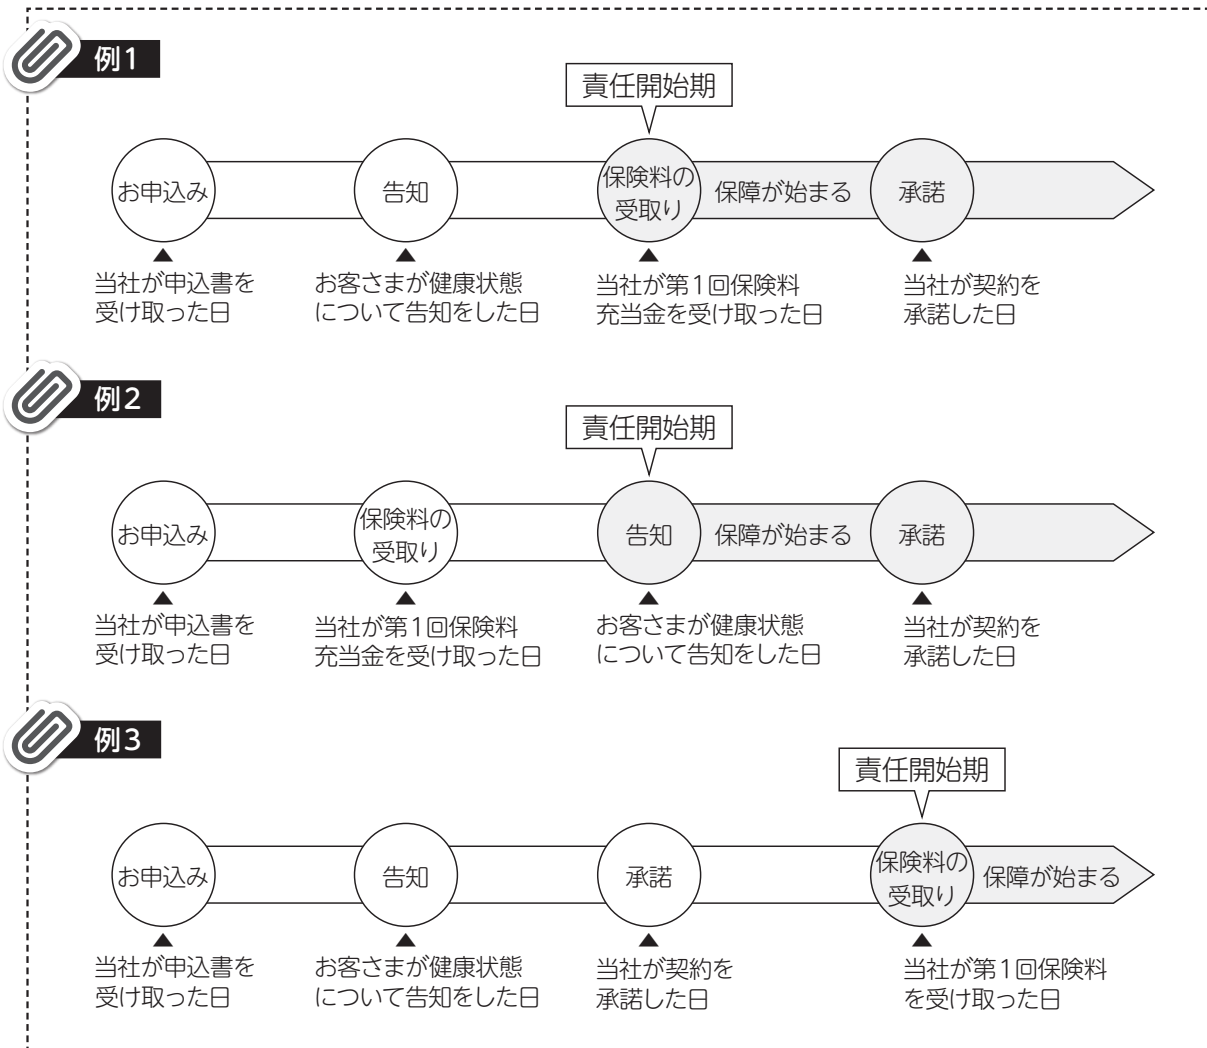 例1
責任開始期
お申込み
告知
保険料の
受取り
保障が始まる
承諾
当社が申込書を
受け取った日
お客さまが健康状態
について告知をした日
当社が第1回保険料
充当金を受け取った日
当社が契約を
承諾した日
例2
責任開始期
お申込み
保険料の
受取り
告知
保障が始まる
承諾
当社が申込書を
受け取った日
当社が第1回保険料
充当金を受け取った日
お客さまが健康状態
について告知をした日
当社が契約を
承諾した日
例3
責任開始期
お申込み
告知
承諾
保険料の
受取り
保障が始まる
当社が申込書を
受け取った日
お客さまが健康状態
について告知をした日
当社が契約を
承諾した日
当社が第1回保険料
を受け取った日